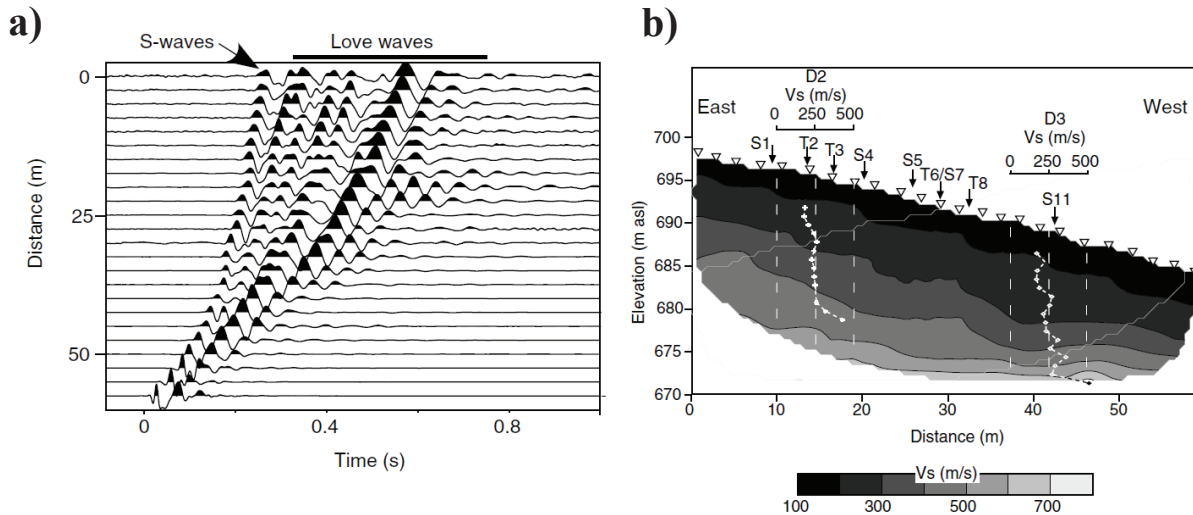 a)
S-waves
Love waves
0
25
50
Distance (m)
0
0.4
0.8
Time (s)
b)
East
West
D2
Vs (m/s)
0 250 500
D3
Vs (m/s)
0 250 500
S1
T2
T3
S4
S5
T6/S7
T8
S11
700
695
690
685
680
675
670
Elevation (m asl)
0 10 20 30 40 50
Distance (m)
Vs (m/s)
100 300 500 700